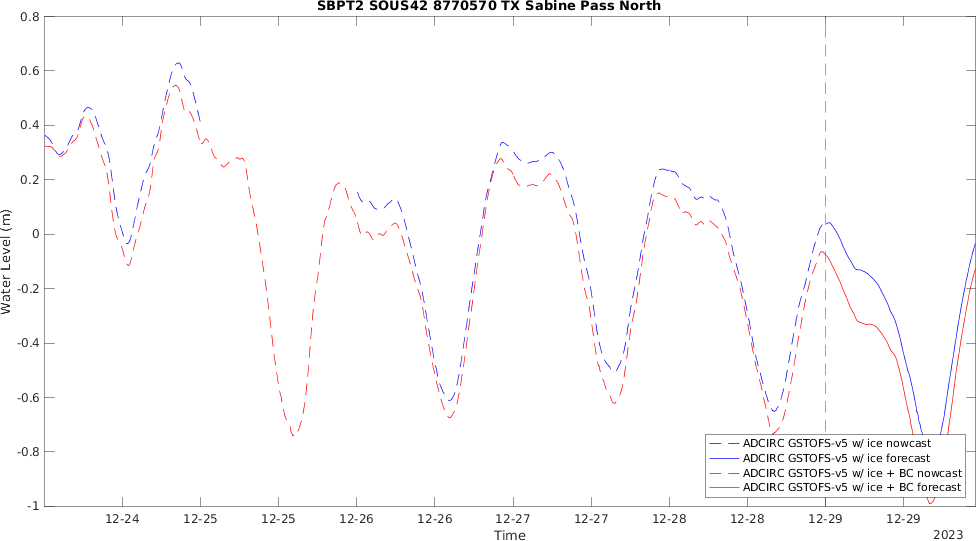 SBPT2 SOUS42 8770570 TX Sabine Pass North
0.8
0.6
0.4
0.2
0
-0.2
-0.4
-0.6
-0.8
-1
Water Level (m)
ADCIRC GSTOFS-v5 w/ ice nowcast
ADCIRC GSTOFS-v5 w/ ice forecast
ADCIRC GSTOFS-v5 w/ ice + BC nowcast
ADCIRC GSTOFS-v5 w/ ice + BC forecast
12-24 12-25 12-25 12-26 12-26 12-27 12-27 12-28 12-28 12-29 12-29
Time
2023